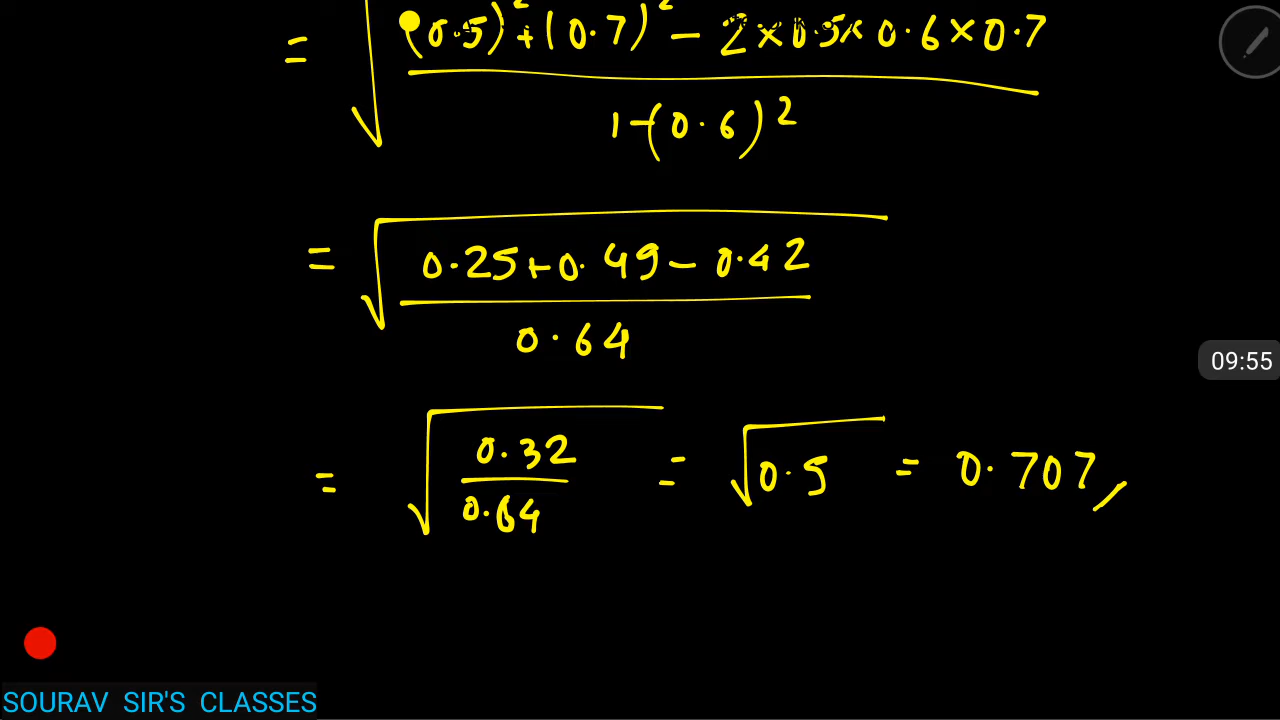 = √((0.5)² + (0.7)² - 2×0.5×0.6×0.7 / 1-(0.6)²)
= √(0.25+0.49-0.42 / 0.64)
09:55
= √(0.32 / 0.64) = √0.5 = 0.707,
SOURAV SIR'S CLASSES